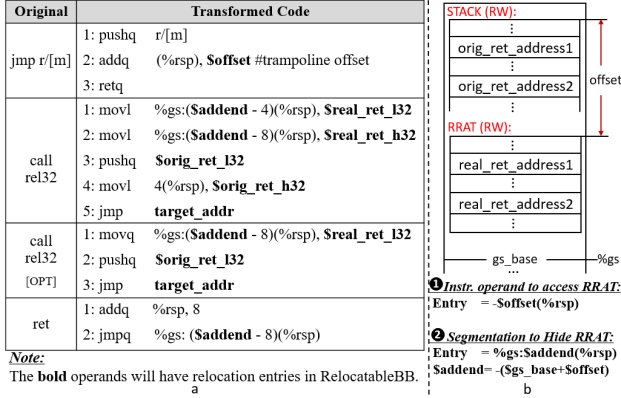 Original Transformed Code
jmp r/[m]
1: pushq r/[m]
2: addq (%rsp), $offset #trampoline offset
3: retq
call
rel32
1: movl %gs:($addend - 4)(%rsp), $real_ret_l32
2: movl %gs:($addend - 8)(%rsp), $real_ret_h32
3: pushq $orig_ret_l32
4: movl 4(%rsp), $orig_ret_h32
5: jmp target_addr
call
rel32
[OPT]
1: movq %gs:($addend - 8)(%rsp), $real_ret_l32
2: pushq $orig_ret_l32
3: jmp target_addr
ret
1: addq %rsp, 8
2: jmpq %gs: ($addend - 8)(%rsp)
Note:
The bold operands will have relocation entries in RelocatableBB.
a
STACK (RW):
⋮
orig_ret_address1
⋮
orig_ret_address2
⋮
offset
RRAT (RW):
⋮
real_ret_address1
⋮
real_ret_address2
⋮
gs_base %gs
...
❶Instr. operand to access RRAT:
Entry = -$offset(%rsp)
❷ Segmentation to Hide RRAT:
Entry = %gs:$addend(%rsp)
$addend= -($gs_base+$offset)
b